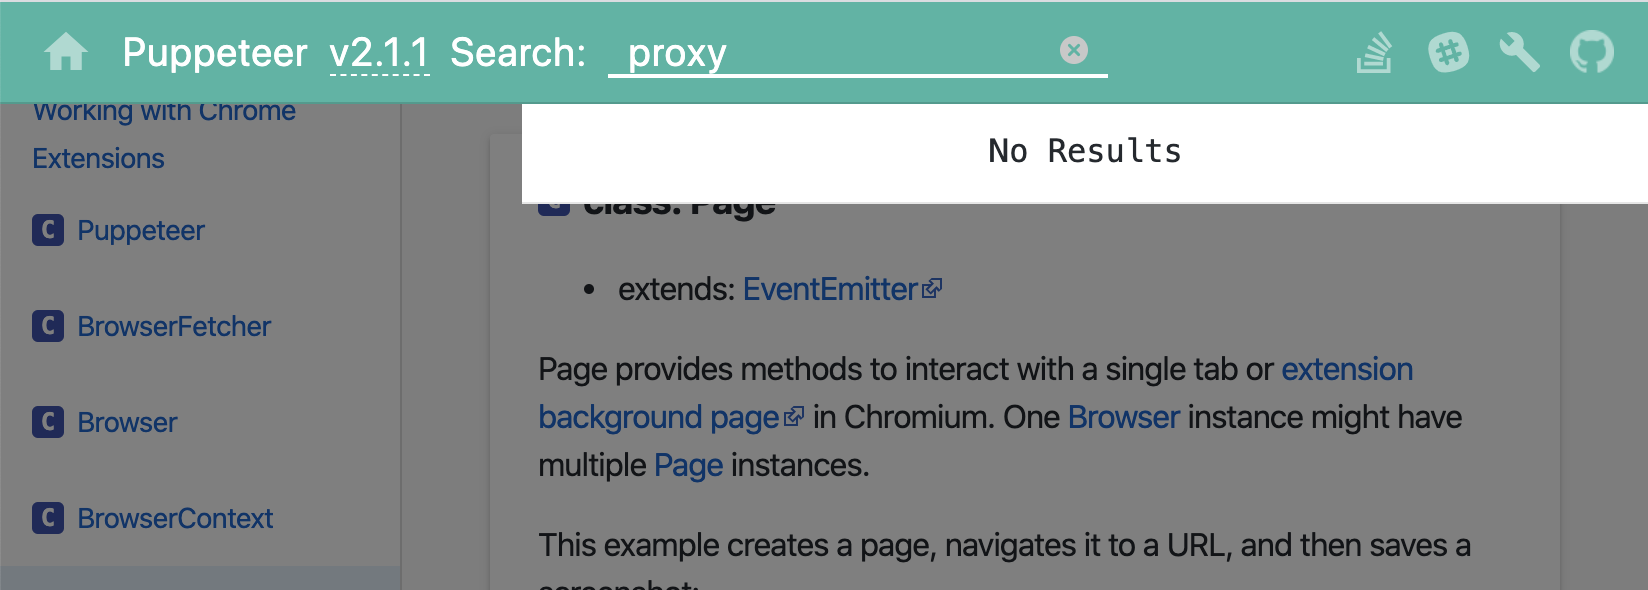 Puppeteer v2.1.1 Search: proxy
No Results
Working with Chrome
Extensions
C Puppeteer
C BrowserFetcher
C Browser
C BrowserContext
C class: Page
• extends: EventEmitter
Page provides methods to interact with a single tab or extension
background page in Chromium. One Browser instance might have
multiple Page instances.
This example creates a page, navigates it to a URL, and then saves a
screenshot: